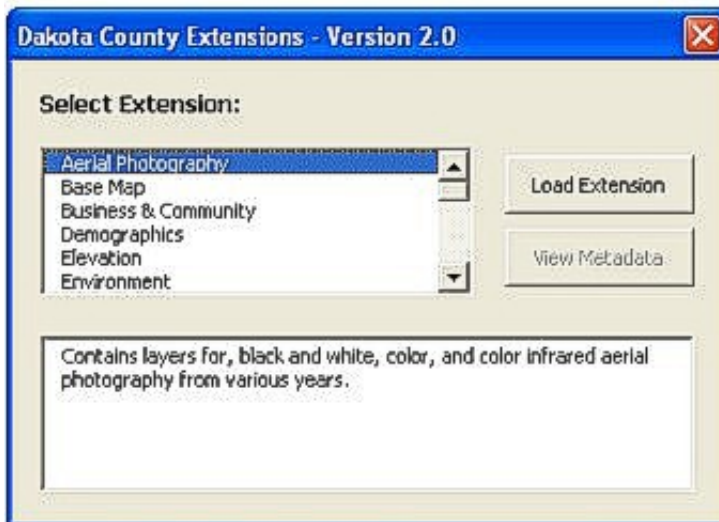 Dakota County Extensions - Version 2.0
Select Extension:
Aerial Photography
Base Map
Business & Community
Demographics
Elevation
Environment
Load Extension
View Metadata
Contains layers for, black and white, color, and color infrared aerial
photography from various years.